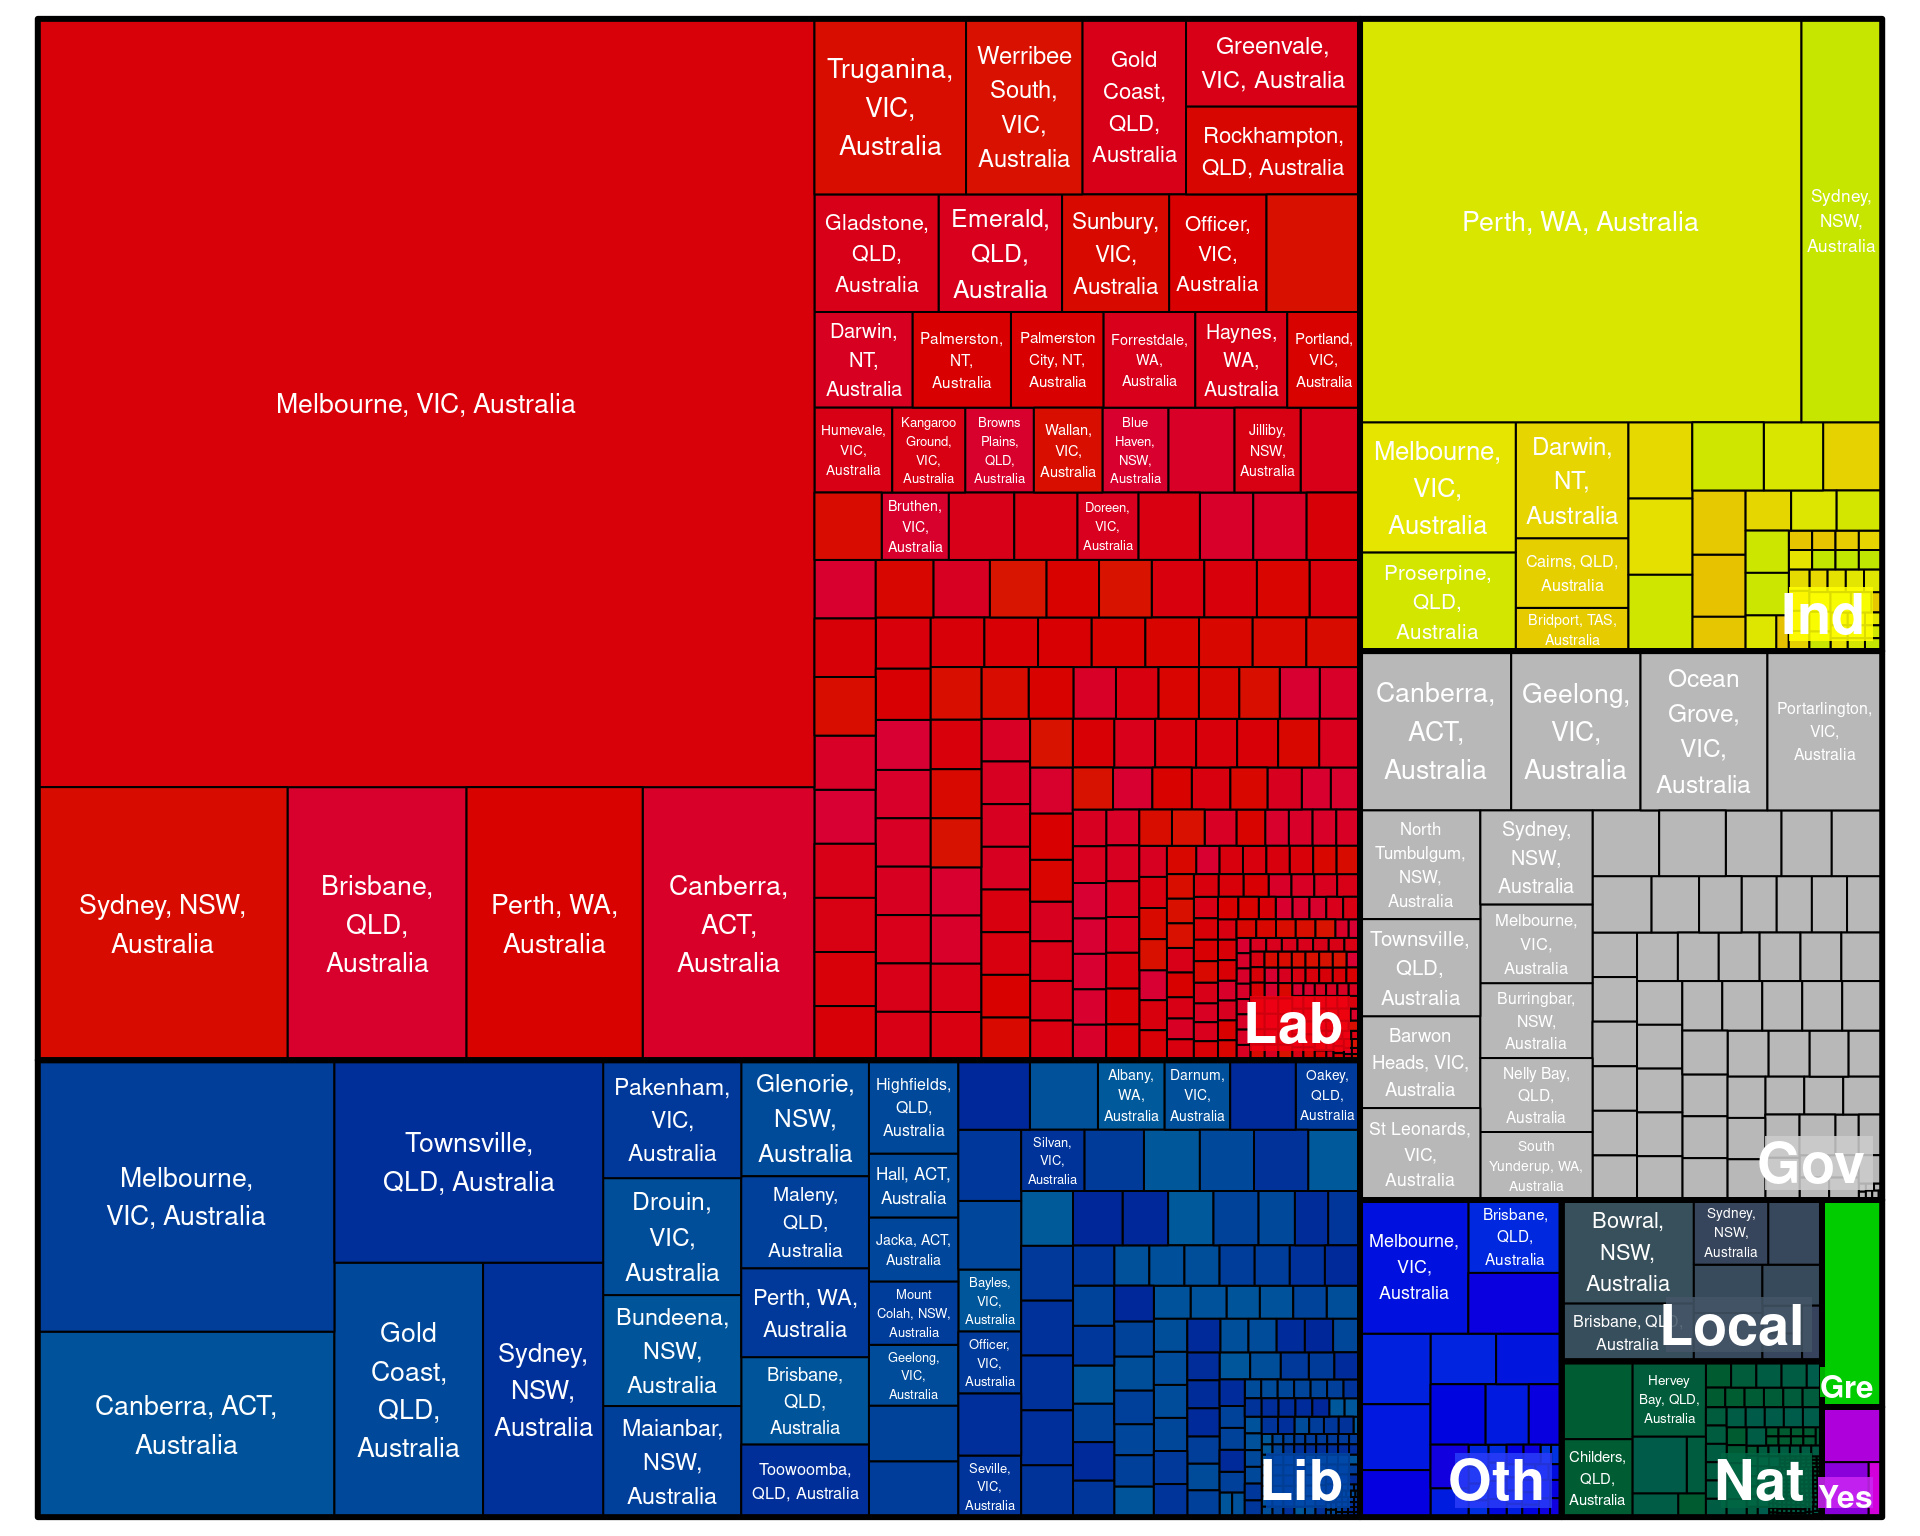 Melbourne, VIC, Australia
Sydney, NSW,
Australia
Brisbane,
QLD,
Australia
Perth, WA,
Australia
Canberra,
ACT,
Australia
Truganina,
VIC,
Australia
Werribee
South,
VIC,
Australia
Gold
Coast,
QLD,
Australia
Greenvale,
VIC, Australia
Rockhampton,
QLD, Australia
Gladstone,
QLD,
Australia
Emerald,
QLD,
Australia
Sunbury,
VIC,
Australia
Officer,
VIC,
Australia
Darwin,
NT,
Australia
Palmerston,
NT,
Australia
Palmerston
City, NT,
Australia
Forrestdale,
WA,
Australia
Haynes,
WA,
Australia
Portland,
VIC,
Australia
Humevale,
VIC,
Australia
Kangaroo
Ground,
VIC,
Australia
Browns
Plains,
QLD,
Australia
Wallan,
VIC,
Australia
Blue
Haven,
NSW,
Australia
Jilliby,
NSW,
Australia
Bruthen,
VIC,
Australia
Doreen,
VIC,
Australia
Lab
Perth, WA, Australia
Sydney,
NSW,
Australia
Melbourne,
VIC,
Australia
Darwin,
NT,
Australia
Proserpine,
QLD,
Australia
Cairns, QLD,
Australia
Bridport, TAS,
Australia
Ind
Canberra,
ACT,
Australia
Geelong,
VIC,
Australia
Ocean
Grove,
VIC,
Australia
Portarlington,
VIC,
Australia
North
Tumbulgum,
NSW,
Australia
Sydney,
NSW,
Australia
Townsville,
QLD,
Australia
Melbourne,
VIC,
Australia
Burringbar,
NSW,
Australia
Barwon
Heads, VIC,
Australia
Nelly Bay,
QLD,
Australia
St Leonards,
VIC,
Australia
South
Yunderup, WA,
Australia
Gov
Melbourne,
VIC, Australia
Canberra, ACT,
Australia
Townsville,
QLD, Australia
Gold
Coast,
QLD,
Australia
Sydney,
NSW,
Australia
Pakenham,
VIC,
Australia
Drouin,
VIC,
Australia
Bundeena,
NSW,
Australia
Maianbar,
NSW,
Australia
Glenorie,
NSW,
Australia
Maleny,
QLD,
Australia
Perth, WA,
Australia
Brisbane,
QLD,
Australia
Toowoomba,
QLD, Australia
Highfields,
QLD,
Australia
Hall, ACT,
Australia
Jacka, ACT,
Australia
Mount
Colah, NSW,
Australia
Geelong,
VIC,
Australia
Albany,
WA,
Australia
Darnum,
VIC,
Australia
Oakey,
QLD,
Australia
Silvan,
VIC,
Australia
Bayles,
VIC,
Australia
Officer,
VIC,
Australia
Seville,
VIC,
Australia
Lib
Melbourne,
VIC,
Australia
Brisbane,
QLD,
Australia
Oth
Bowral,
NSW,
Australia
Sydney,
NSW,
Australia
Brisbane, QLD,
Australia
Local
Hervey
Bay, QLD,
Australia
Childers,
QLD,
Australia
Nat
Gre
Yes